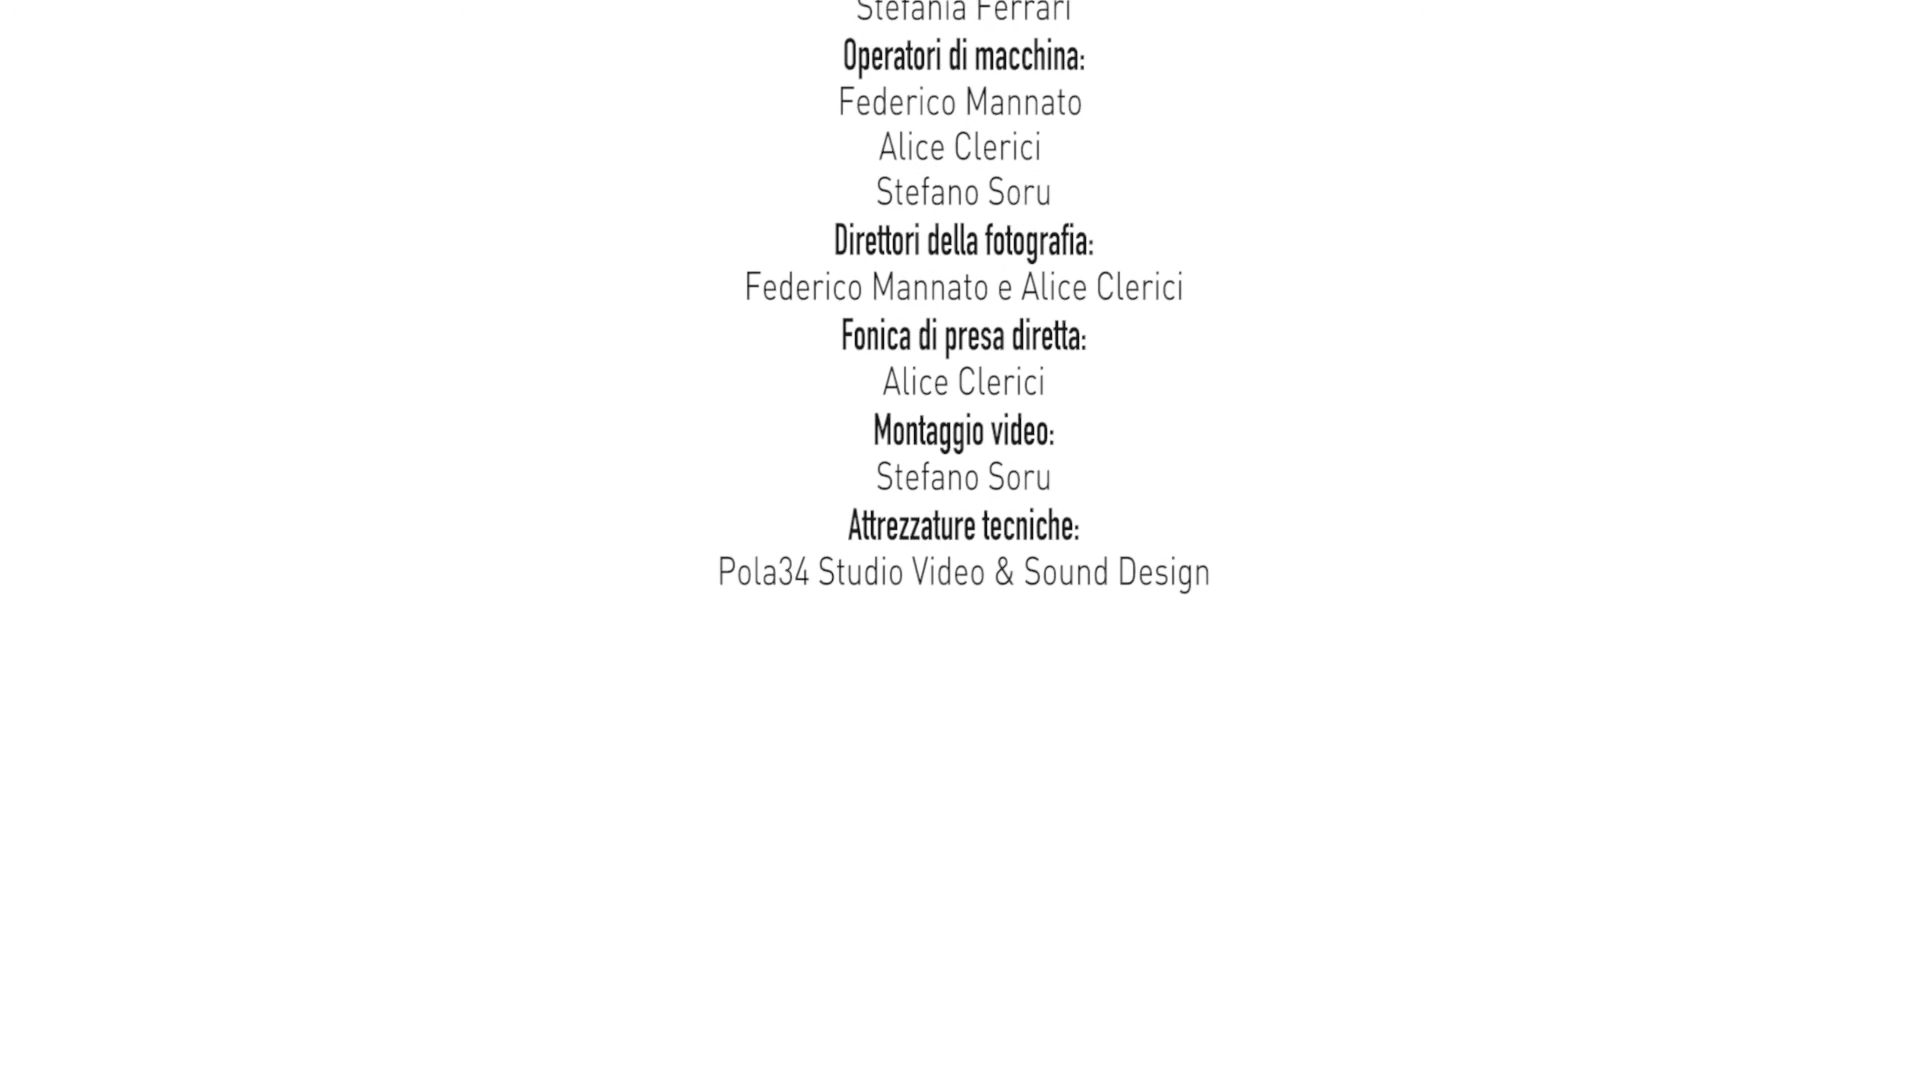 Stefania Ferrari
Operatori di macchina:
Federico Mannato
Alice Clerici
Stefano Soru
Direttori della fotografia:
Federico Mannato e Alice Clerici
Fonica di presa diretta:
Alice Clerici
Montaggio video:
Stefano Soru
Attrezzature tecniche:
Pola34 Studio Video & Sound Design